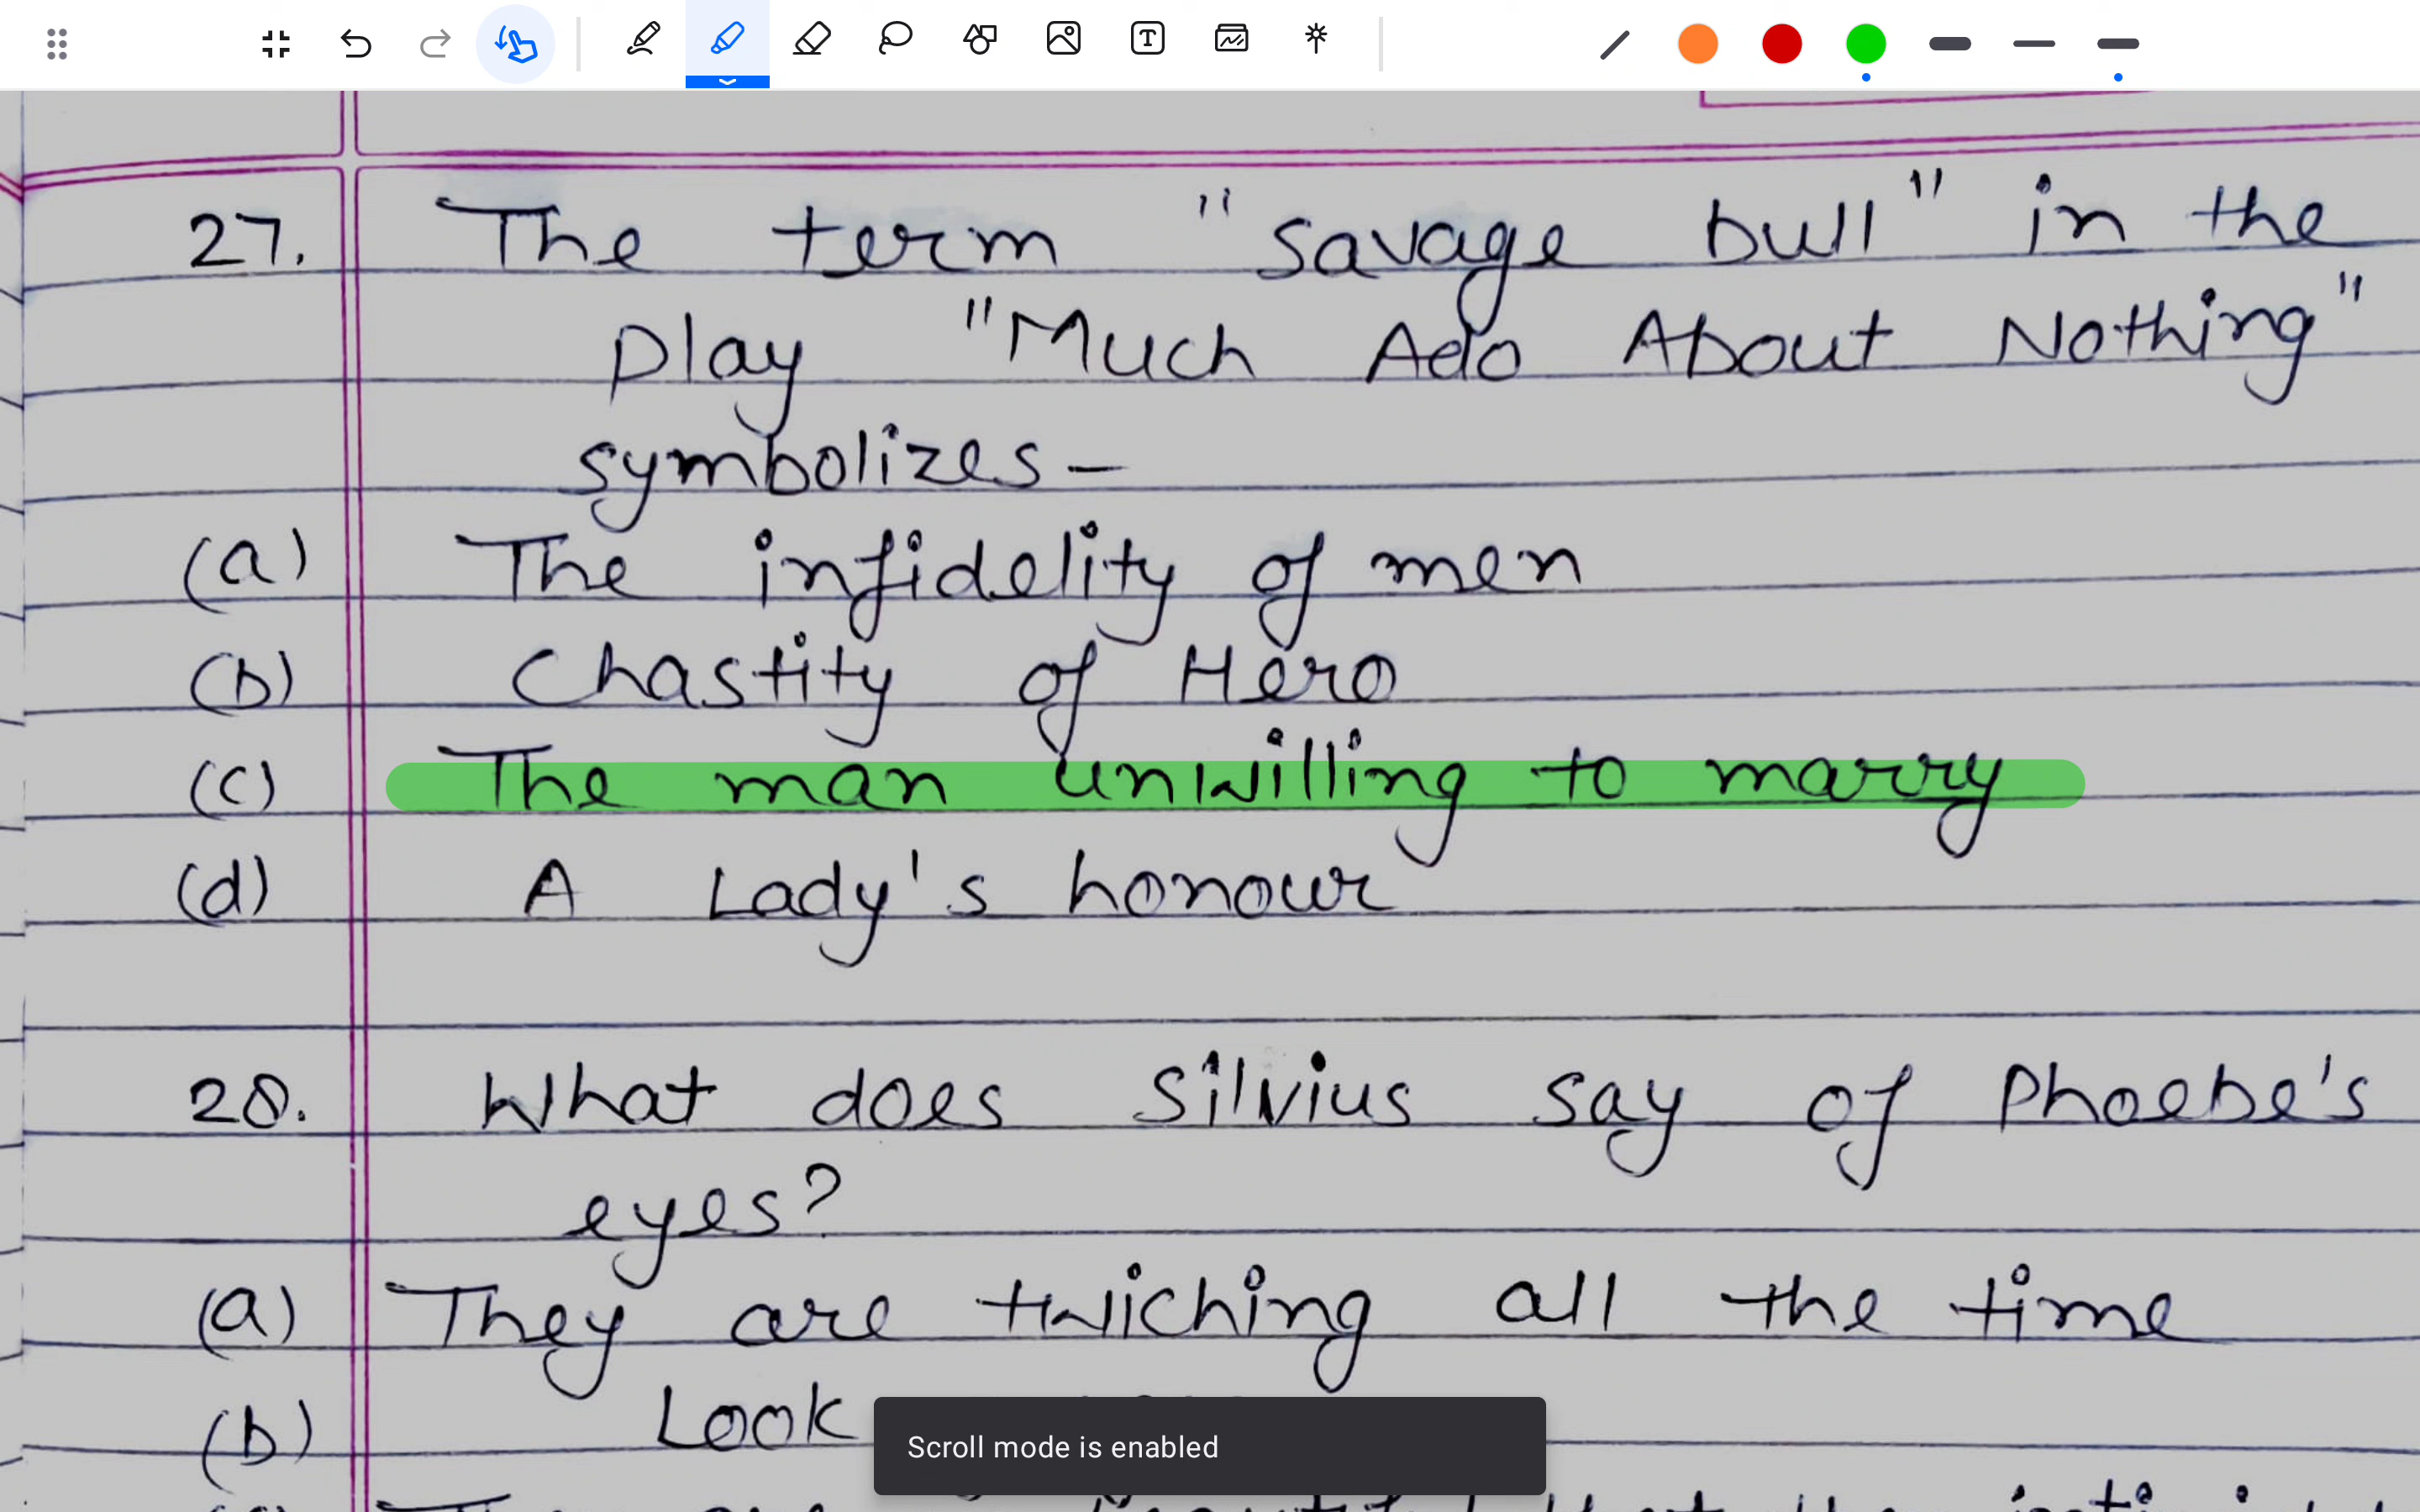 27. The term "savage bull" in the
play "Much Ado About Nothing"
symbolizes-
(a) The infidelity of men
(b) Chastity of Hero
(c) The man unwilling to marry
(d) A Lady's honour
28. What does Silvius say of Phoebe's
eyes?
(a) They are twiching all the time
(b) Look
Scroll mode is enabled